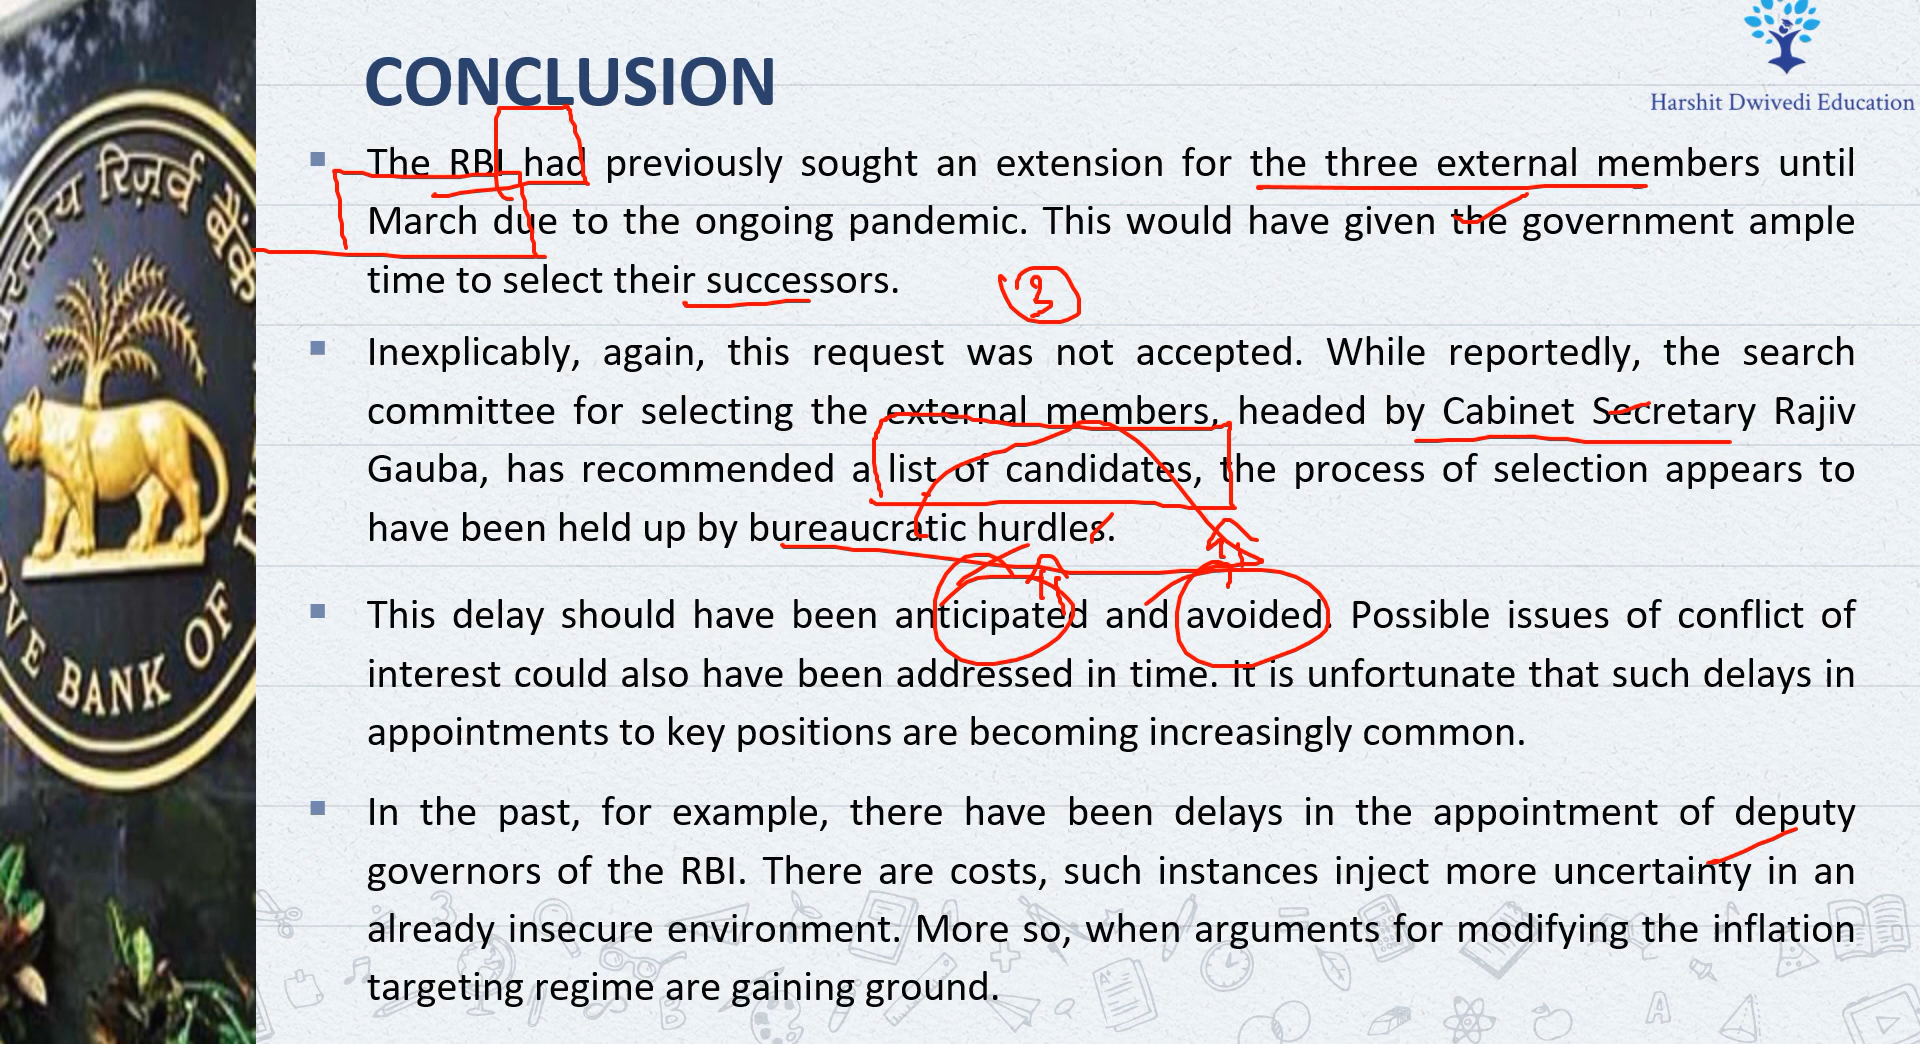 CONCLUSION
Harshit Dwivedi Education
The RBI had previously sought an extension for the three external members until
March due to the ongoing pandemic. This would have given the government ample
time to select their successors.
3
Inexplicably, again, this request was not accepted. While reportedly, the search
committee for selecting the external members, headed by Cabinet Secretary Rajiv
Gauba, has recommended a list of candidates, the process of selection appears to
have been held up by bureaucratic hurdles.
This delay should have been anticipated and avoided. Possible issues of conflict of
interest could also have been addressed in time. It is unfortunate that such delays in
appointments to key positions are becoming increasingly common.
In the past, for example, there have been delays in the appointment of deputy
governors of the RBI. There are costs, such instances inject more uncertainty in an
already insecure environment. More so, when arguments for modifying the inflation
targeting regime are gaining ground.
रिज़र्व बैंक
BANK OF